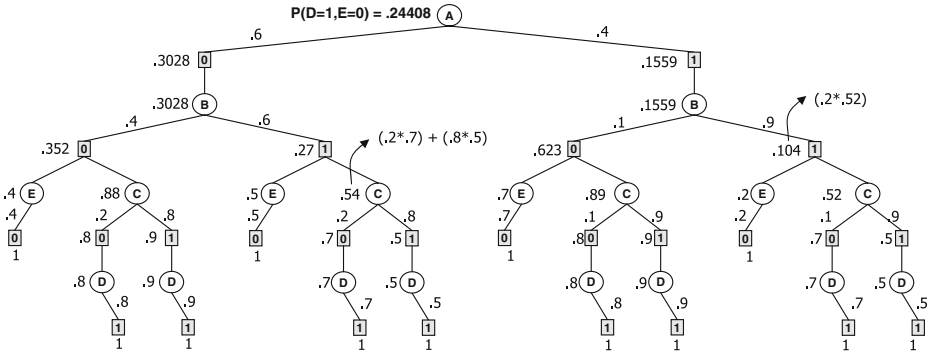 P(D=1,E=0) = .24408 A
.6 .4
.3028 0 .1559 1
.3028 B .1559 B (.2*.52)
.4 .6 .1 .9
.352 0 .27 1 (.2*.7) + (.8*.5) .623 0 .104 1
.4 E .88 C .5 E .54 C .7 E .89 C .2 E .52 C
.4 .2 .8 .5 .2 .8 .7 .1 .9 .2 .1 .9
0 .8 0 .9 1 0 .7 0 .5 1 0 .8 0 .9 1 0 .7 0 .5 1
1 1 1 1
.8 D .9 D .7 D .5 D .8 D .9 D .7 D .5 D
.8 .9 .7 .5 .8 .9 .7 .5
1 1 1 1 1 1 1 1
1 1 1 1 1 1 1 1